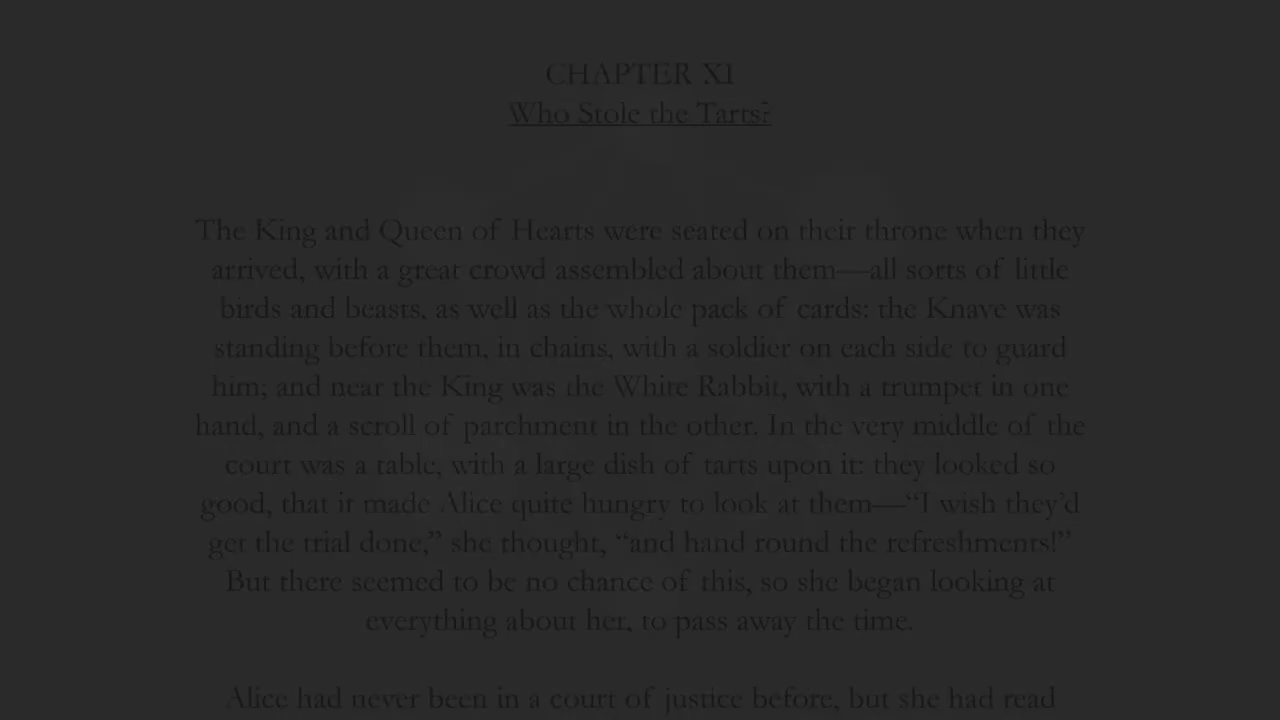 CHAPTER XI
Who Stole the Tarts?
The King and Queen of Hearts were seated on their throne when they
arrived, with a great crowd assembled about them—all sorts of little
birds and beasts, as well as the whole pack of cards: the Knave was
standing before them, in chains, with a soldier on each side to guard
him; and near the King was the White Rabbit, with a trumpet in one
hand, and a scroll of parchment in the other. In the very middle of the
court was a table, with a large dish of tarts upon it: they looked so
good, that it made Alice quite hungry to look at them—“I wish they’d
get the trial done,” she thought, “and hand round the refreshments!”
But there seemed to be no chance of this, so she began looking at
everything about her, to pass away the time.
Alice had never been in a court of justice before, but she had read